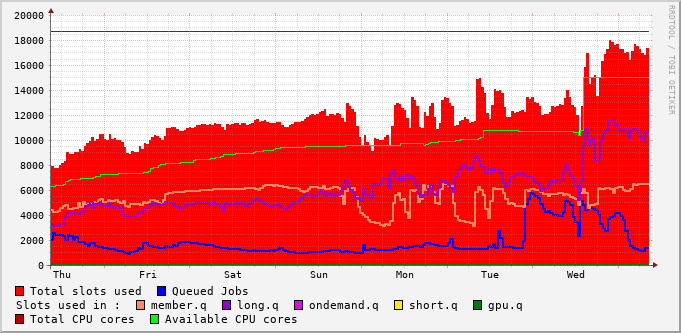 20000
18000
16000
14000
12000
10000
8000
6000
4000
2000
0
Thu Fri Sat Sun Mon Tue Wed
RRDTOOL / TOBI OETIKER
Total slots used Queued Jobs
Slots used in : member.q long.q ondemand.q short.q gpu.q
Total CPU cores Available CPU cores